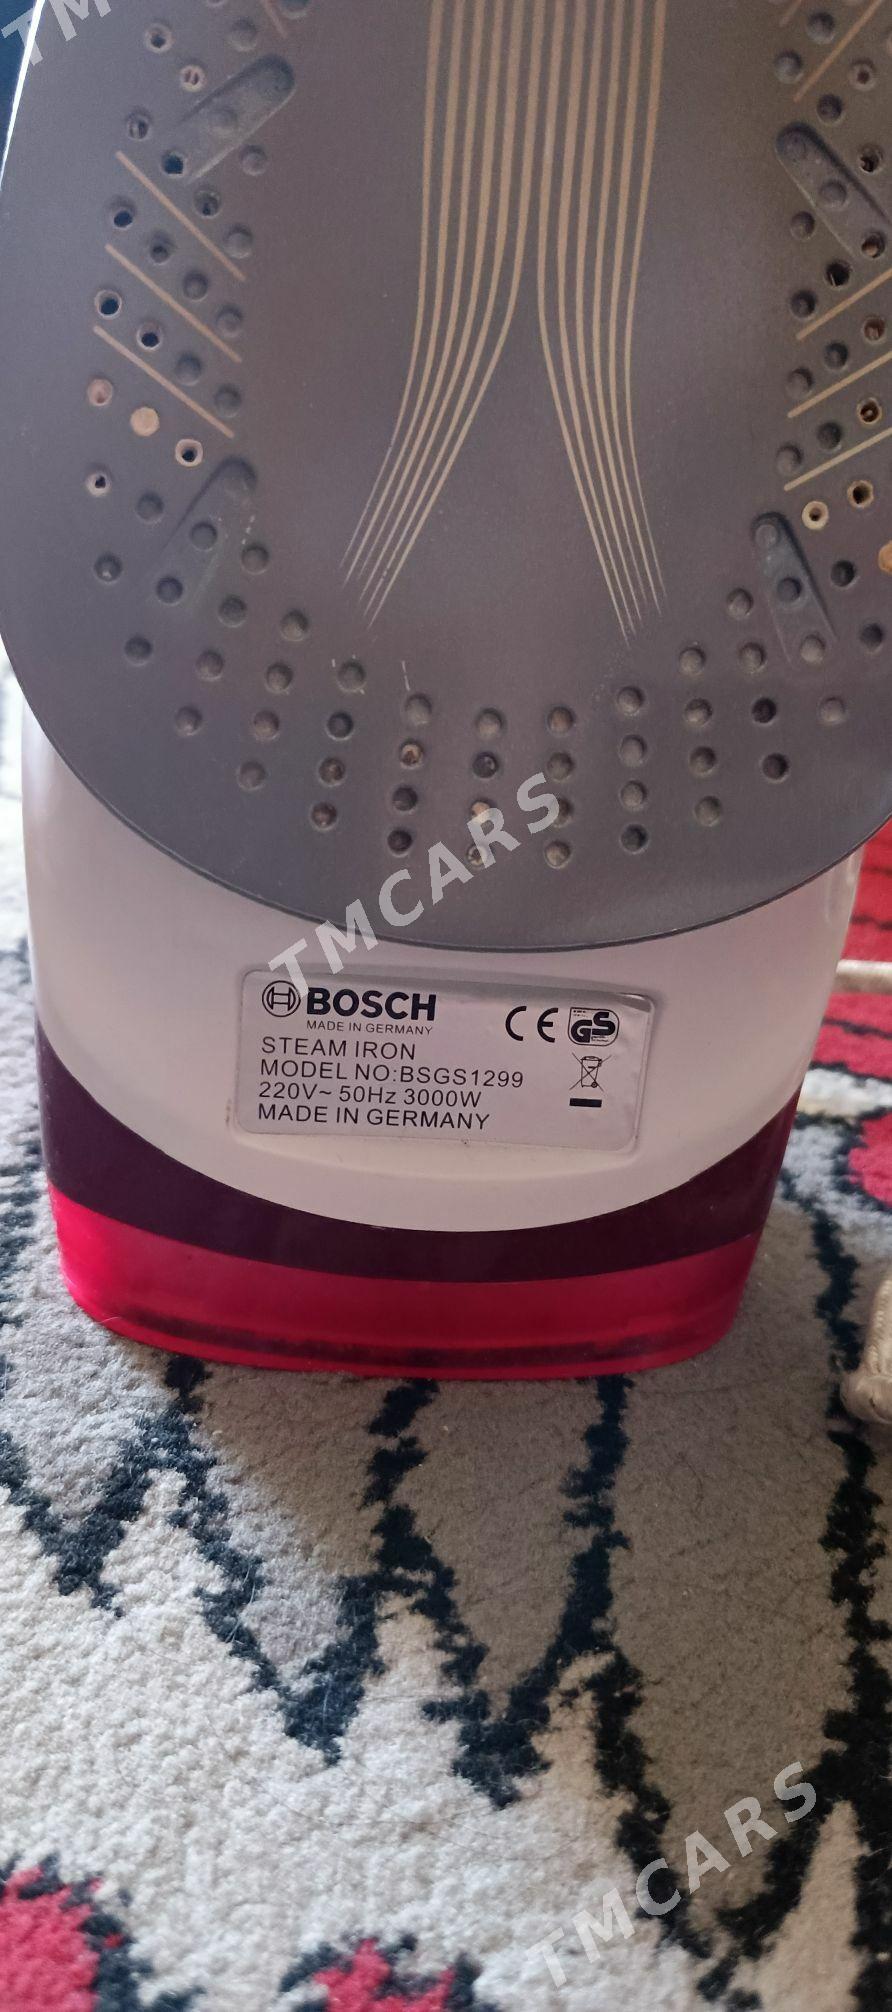 TMCARS
TMCARS
BOSCH
MADE IN GERMANY
CE GS
STEAM IRON
MODEL NO:BSGS1299
220V~ 50Hz 3000W
MADE IN GERMANY
TMCARS